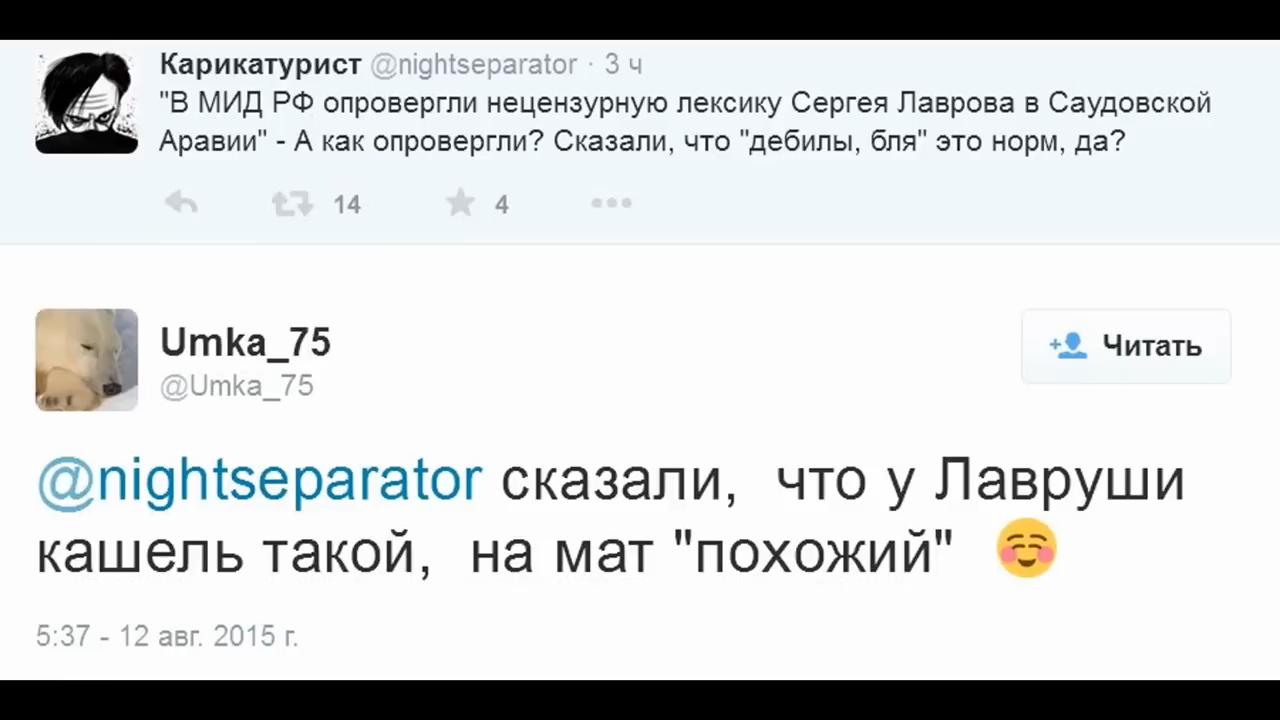 Карикатурист @nightseparator · 3 ч
"В МИД РФ опровергли нецензурную лексику Сергея Лаврова в Саудовской
Аравии" - А как опровергли? Сказали, что "дебилы, бля" это норм, да?
14 4
Umka_75
@Umka_75
Читать
@nightseparator сказали, что у Лавруши
кашель такой, на мат "похожий" ☺️
5:37 - 12 авг. 2015 г.